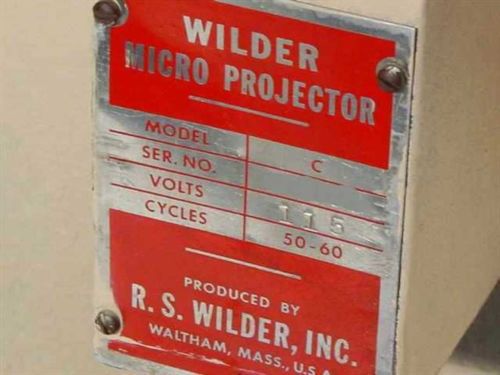 WILDER
MICRO PROJECTOR
MODEL C
SER. NO.
VOLTS 115
CYCLES 50-60
PRODUCED BY
R. S. WILDER, INC.
WALTHAM, MASS., U.S.A.